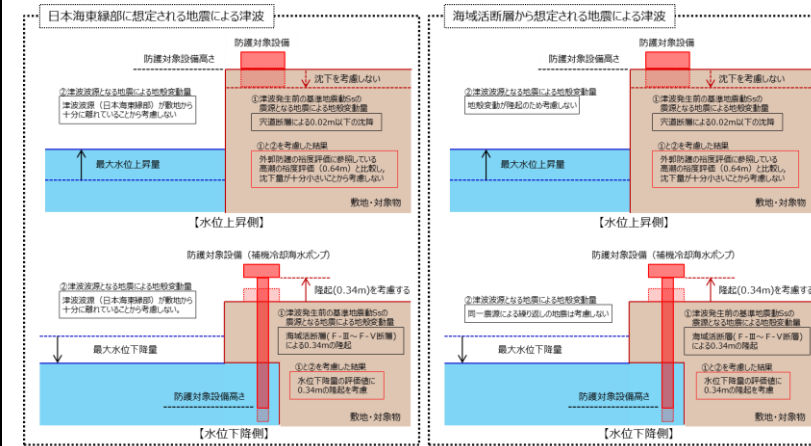 日本海東縁部に想定される地震による津波
防護対象設備
防護対象設備高さ
沈下を考慮しない
②津波波源となる地震による地殻変動量
津波波源（日本海東縁部）が敷地から
十分に離れていることから考慮しない
①津波発生前の基準地震動Ssの
震源となる地震による地殻変動量
宍道断層による0.02m以下の沈降
①と②を考慮した結果
外郭防護の裕度評価に参照している
高潮の裕度評価（0.64m）と比較し、
沈下量が十分小さいことから考慮しない
最大水位上昇量
敷地・対象物
【水位上昇側】
防護対象設備（補機冷却海水ポンプ）
隆起(0.34m)を考慮する
②津波波源となる地震による地殻変動量
津波波源（日本海東縁部）が敷地から
十分に離れていることから考慮しない。
①津波発生前の基準地震動Ssの
震源となる地震による地殻変動量
海域活断層(Ｆ-Ⅲ～Ｆ-Ⅴ断層)
による0.34mの隆起
最大水位下降量
①と②を考慮した結果
水位下降量の評価値に
0.34mの隆起を考慮
防護対象設備高さ
敷地・対象物
【水位下降側】
海域活断層から想定される地震による津波
防護対象設備
防護対象設備高さ
沈下を考慮しない
②津波波源となる地震による地殻変動量
地殻変動が隆起のため考慮しない
①津波発生前の基準地震動Ssの
震源となる地震による地殻変動量
宍道断層による0.02m以下の沈降
①と②を考慮した結果
外郭防護の裕度評価に参照している
高潮の裕度評価（0.64m）と比較し、
沈下量が十分小さいことから考慮しない
最大水位上昇量
敷地・対象物
【水位上昇側】
防護対象設備（補機冷却海水ポンプ）
隆起(0.34m)を考慮する
②津波波源となる地震による地殻変動量
同一震源による繰り返しの地震は考慮しない
①津波発生前の基準地震動Ssの
震源となる地震による地殻変動量
海域活断層(Ｆ-Ⅲ～Ｆ-Ⅴ断層)
による0.34mの隆起
最大水位下降量
①と②を考慮した結果
水位下降量の評価値に
0.34mの隆起を考慮
防護対象設備高さ
敷地・対象物
【水位下降側】